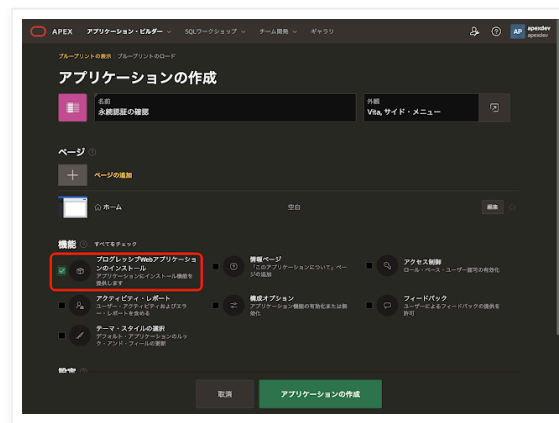 APEX アプリケーション・ビルダー SQLワークショップ チーム開発 ギャラリ AP apexdev
apexdev
ブループリントの表示 ブループリントのロード
アプリケーションの作成
名前
永続認証の確認
外観
Vita, サイド・メニュー
ページ
ページの追加
ホーム 空白 編集
機能 すべてをチェック
プログレッシブWebアプリケーショ
ンのインストール
アプリケーションにインストール機能を
提供します
情報ページ
「このアプリケーションについて」ペー
ジの追加
アクセス制御
ロール・ベース・ユーザー認可の有効化
アクティビティ・レポート
ユーザー・アクティビティおよびエラ
ー・レポートを含める
構成オプション
アプリケーション機能の有効化または無
効化
フィードバック
ユーザーによるフィードバックの提供を
許可
テーマ・スタイルの選択
デフォルト・アプリケーションのルッ
ク・アンド・フィールの更新
設定
取消 アプリケーションの作成